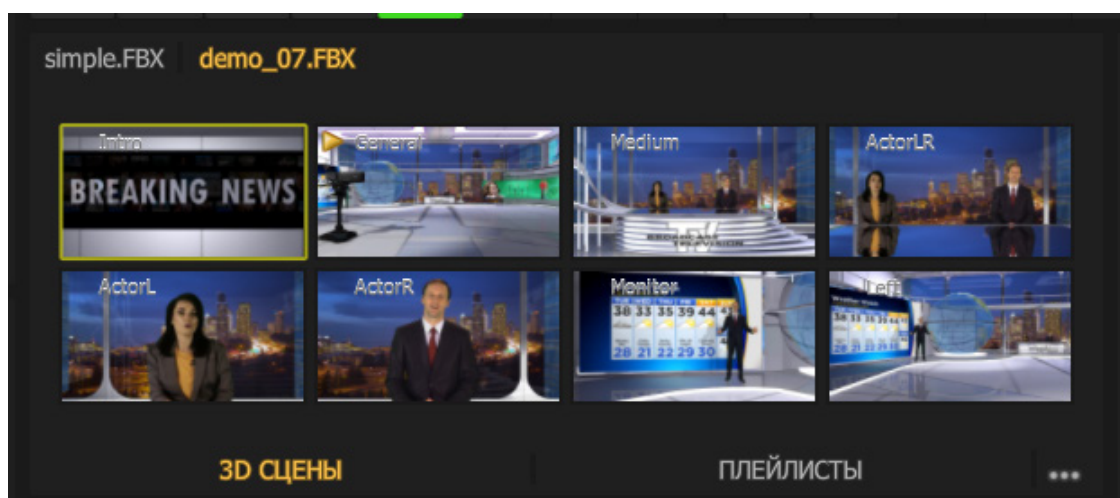 simple.FBX demo_07.FBX
Intro General Medium ActorLR
BREAKING NEWS
TELEVISION
ActorL ActorR Monitor Left
38 33 35 39 44
28 21 22 29 30
3D СЦЕНЫ ПЛЕЙЛИСТЫ ...